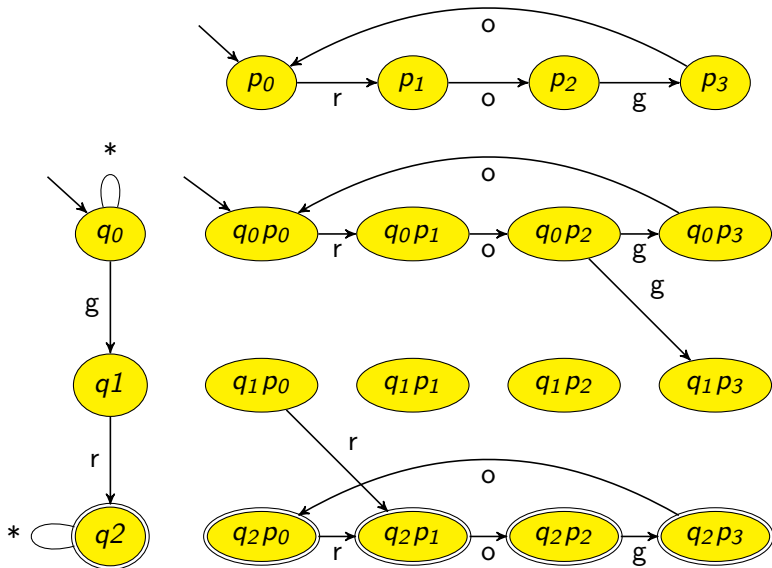 o
p0 p1 p2 p3
r o g
*
o
q0 q0p0 q0p1 q0p2 q0p3
r o g
g g
q1 q1p0 q1p1 q1p2 q1p3
r r
o
* q2 q2p0 q2p1 q2p2 q2p3
r o g